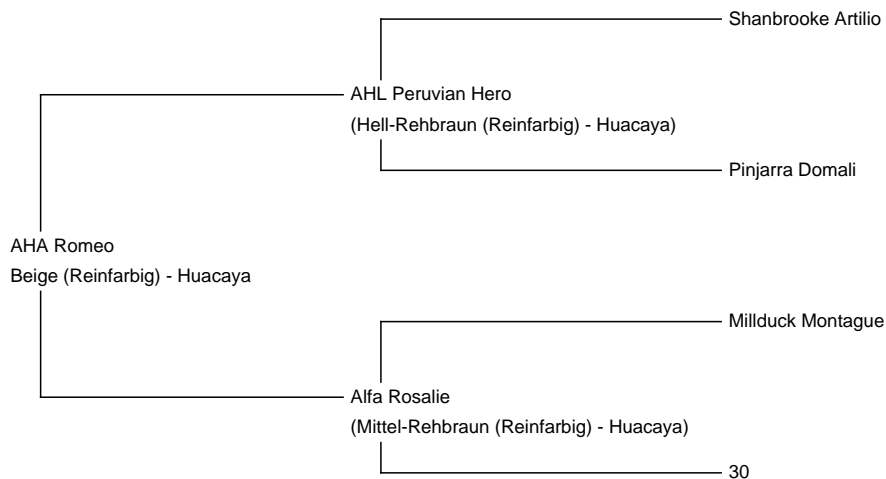 Shanbrooke Artilio
AHL Peruvian Hero
(Hell-Rehbraun (Reinfarbig) - Huacaya)
Pinjarra Domali
AHA Romeo
Beige (Reinfarbig) - Huacaya
Millduck Montague
Alfa Rosalie
(Mittel-Rehbraun (Reinfarbig) - Huacaya)
30